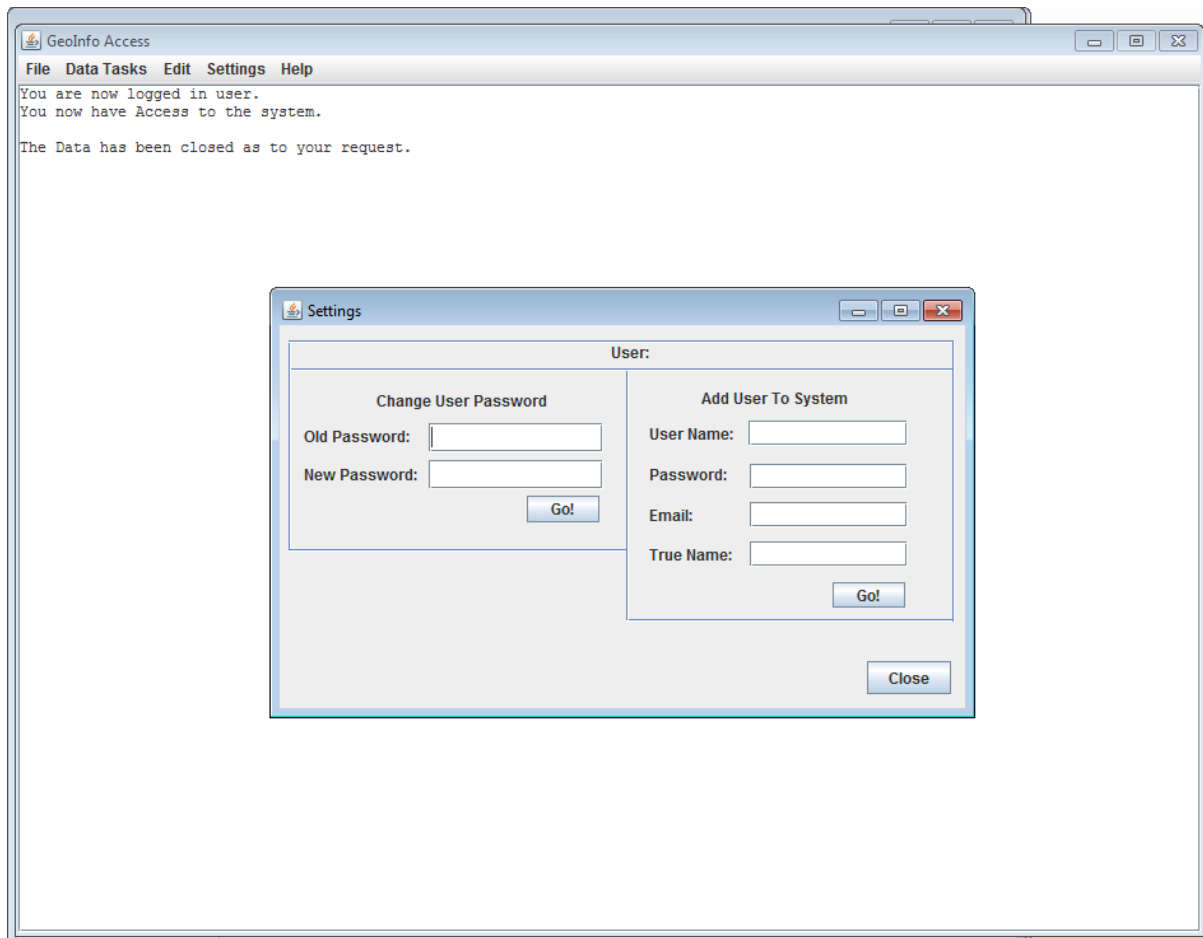 GeoInfo Access
File Data Tasks Edit Settings Help
You are now logged in user.
You now have Access to the system.
The Data has been closed as to your request.
Settings
User:
Change User Password
Old Password:
New Password:
Go!
Add User To System
User Name:
Password:
Email:
True Name:
Go!
Close